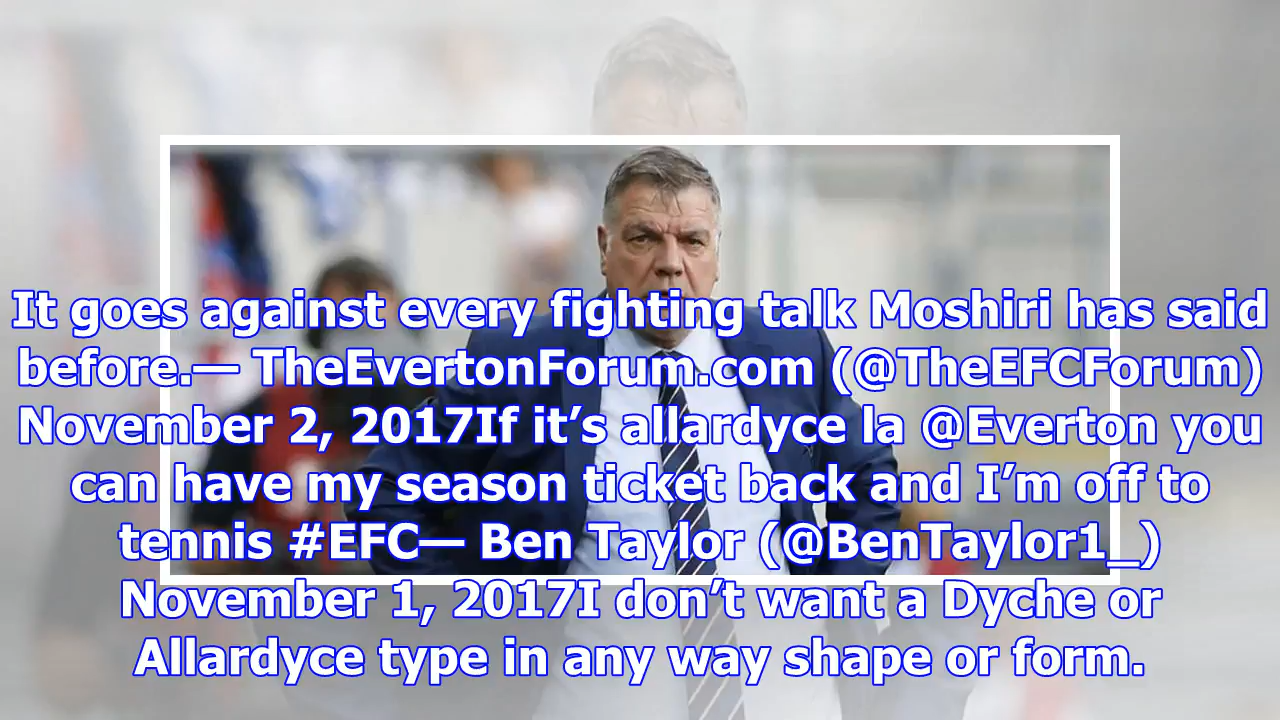 It goes against every fighting talk Moshiri has said
before.— TheEvertonForum.com (@TheEFCForum)
November 2, 2017If it’s allardyce la @Everton you
can have my season ticket back and I’m off to
tennis #EFC— Ben Taylor (@BenTaylor1_)
November 1, 2017I don’t want a Dyche or
Allardyce type in any way shape or form.